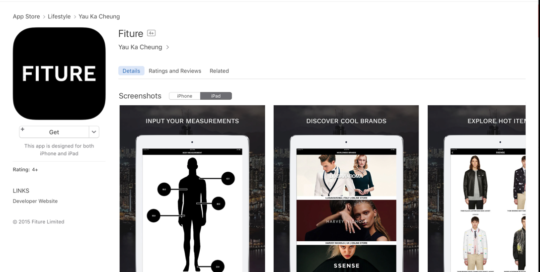 App Store > Lifestyle > Yau Ka Cheung
FITURE
Fiture 4+
Yau Ka Cheung >
Details Ratings and Reviews Related
Screenshots iPhone iPad
Get
This app is designed for both
iPhone and iPad
Rating: 4+
LINKS
Developer Website
© 2015 Fiture Limited
INPUT YOUR MEASUREMENTS
DISCOVER COOL BRANDS
SSENSE
EXPLORE HOT ITEM